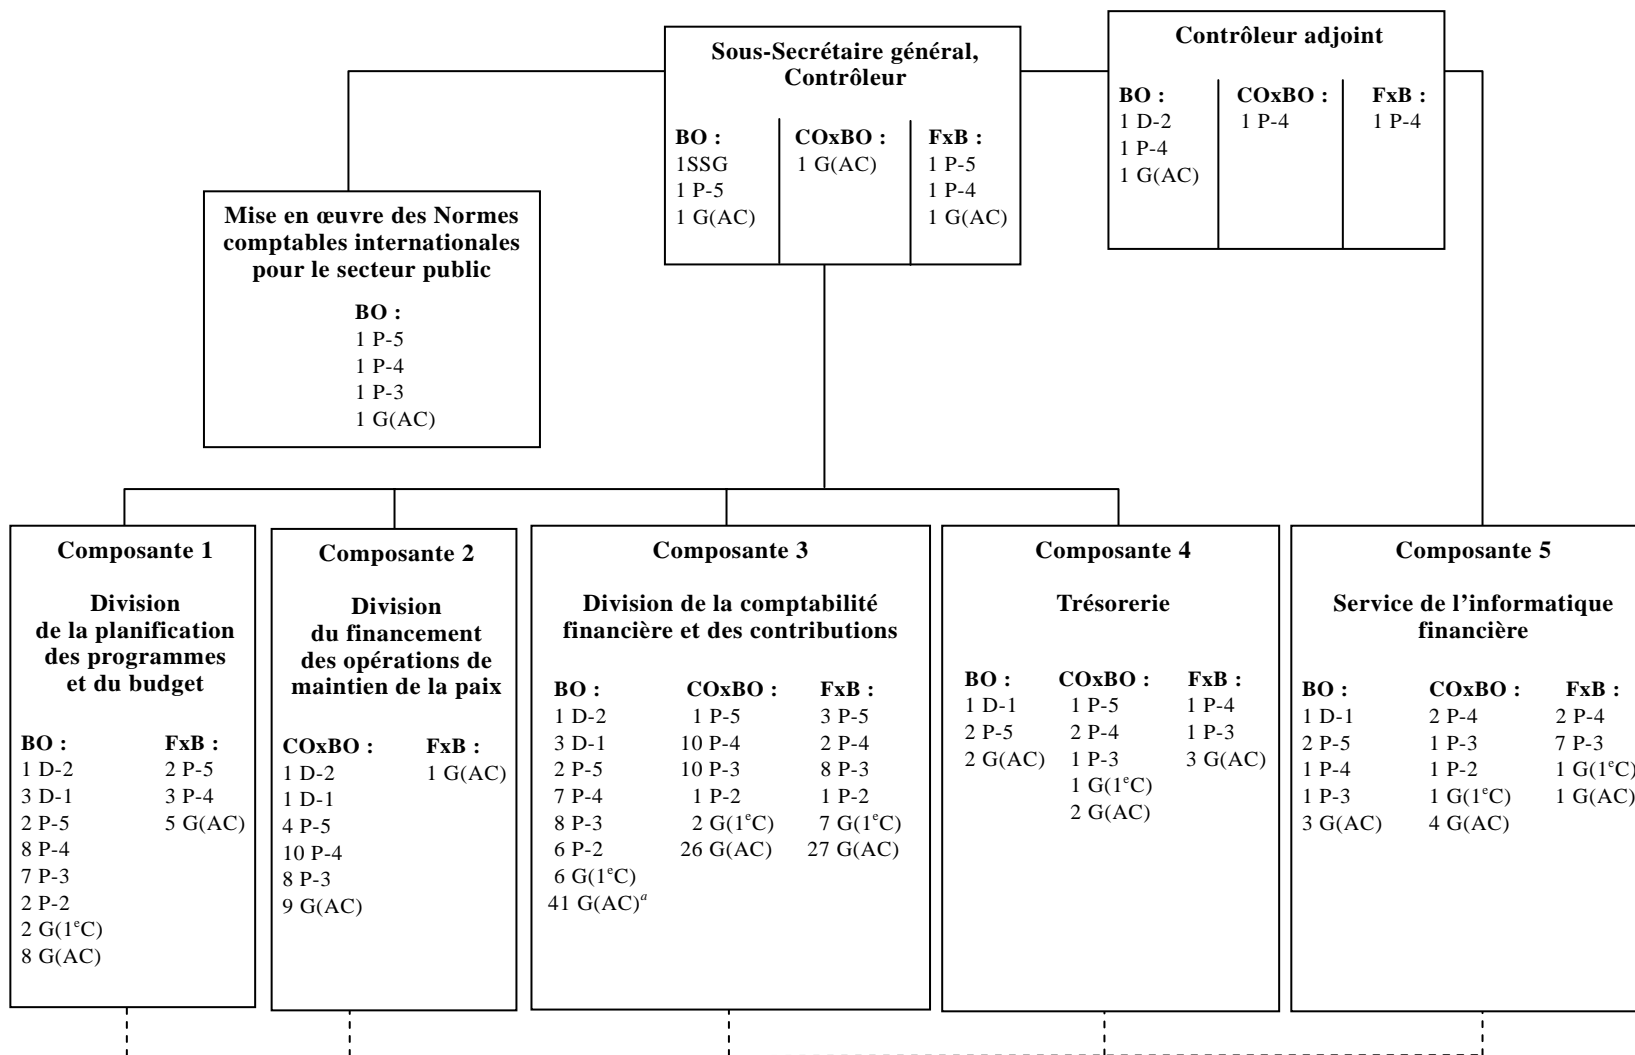 Sous-Secrétaire général,
Contrôleur
BO :
1SSG
1 P-5
1 G(AC)
COxBO :
1 G(AC)
FxB :
1 P-5
1 P-4
1 G(AC)
Contrôleur adjoint
BO :
1 D-2
1 P-4
1 G(AC)
COxBO :
1 P-4
FxB :
1 P-4
Mise en œuvre des Normes
comptables internationales
pour le secteur public
BO :
1 P-5
1 P-4
1 P-3
1 G(AC)
Composante 1
Division
de la planification
des programmes
et du budget
BO :
1 D-2
3 D-1
2 P-5
8 P-4
7 P-3
2 P-2
2 G(1ᵉC)
8 G(AC)
FxB :
2 P-5
3 P-4
5 G(AC)
Composante 2
Division
du financement
des opérations de
maintien de la paix
COxBO :
1 D-2
1 D-1
4 P-5
10 P-4
8 P-3
9 G(AC)
FxB :
1 G(AC)
Composante 3
Division de la comptabilité
financière et des contributions
BO :
1 D-2
3 D-1
2 P-5
7 P-4
8 P-3
6 P-2
6 G(1ᵉC)
41 G(AC)ᵃ
COxBO :
1 P-5
10 P-4
10 P-3
1 P-2
2 G(1ᵉC)
26 G(AC)
FxB :
3 P-5
2 P-4
8 P-3
1 P-2
7 G(1ᵉC)
27 G(AC)
Composante 4
Trésorerie
BO :
1 D-1
2 P-5
2 G(AC)
COxBO :
1 P-5
2 P-4
1 P-3
1 G(1ᵉC)
2 G(AC)
FxB :
1 P-4
1 P-3
3 G(AC)
Composante 5
Service de l’informatique
financière
BO :
1 D-1
2 P-5
1 P-4
1 P-3
3 G(AC)
COxBO :
2 P-4
1 P-3
1 P-2
1 G(1ᵉC)
4 G(AC)
FxB :
2 P-4
7 P-3
1 G(1ᵉC)
1 G(AC)